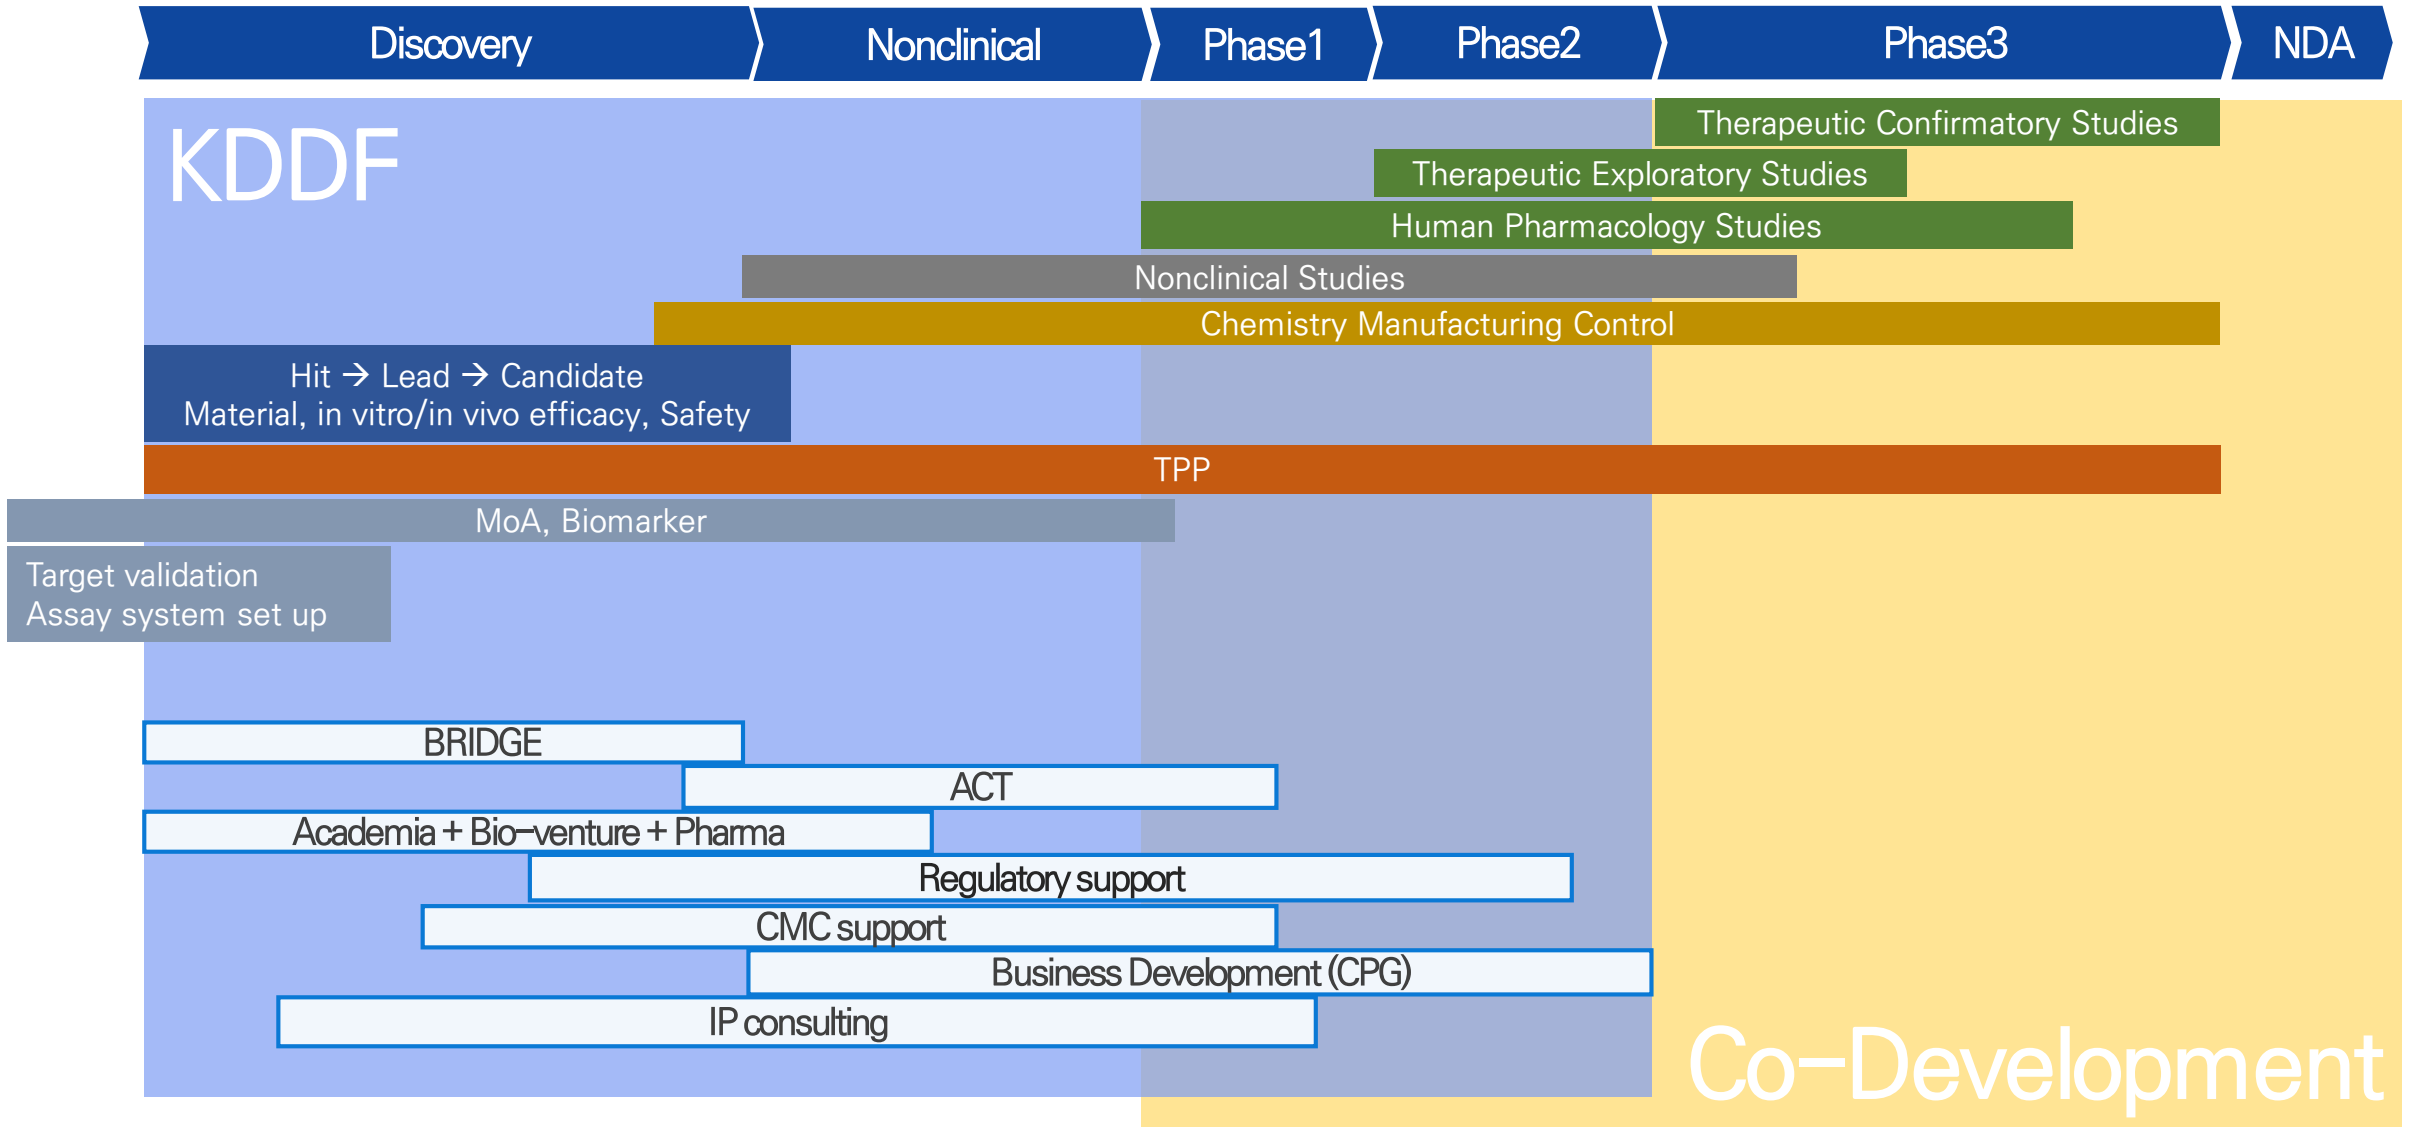 Discovery
Nonclinical
Phase1
Phase2
Phase3
NDA
KDDF
Therapeutic Confirmatory Studies
Therapeutic Exploratory Studies
Human Pharmacology Studies
Nonclinical Studies
Chemistry Manufacturing Control
Hit → Lead → Candidate
Material, in vitro/in vivo efficacy, Safety
TPP
MoA, Biomarker
Target validation
Assay system set up
BRIDGE
ACT
Academia + Bio-venture + Pharma
Regulatory support
CMC support
Business Development (CPG)
IP consulting
Co-Development